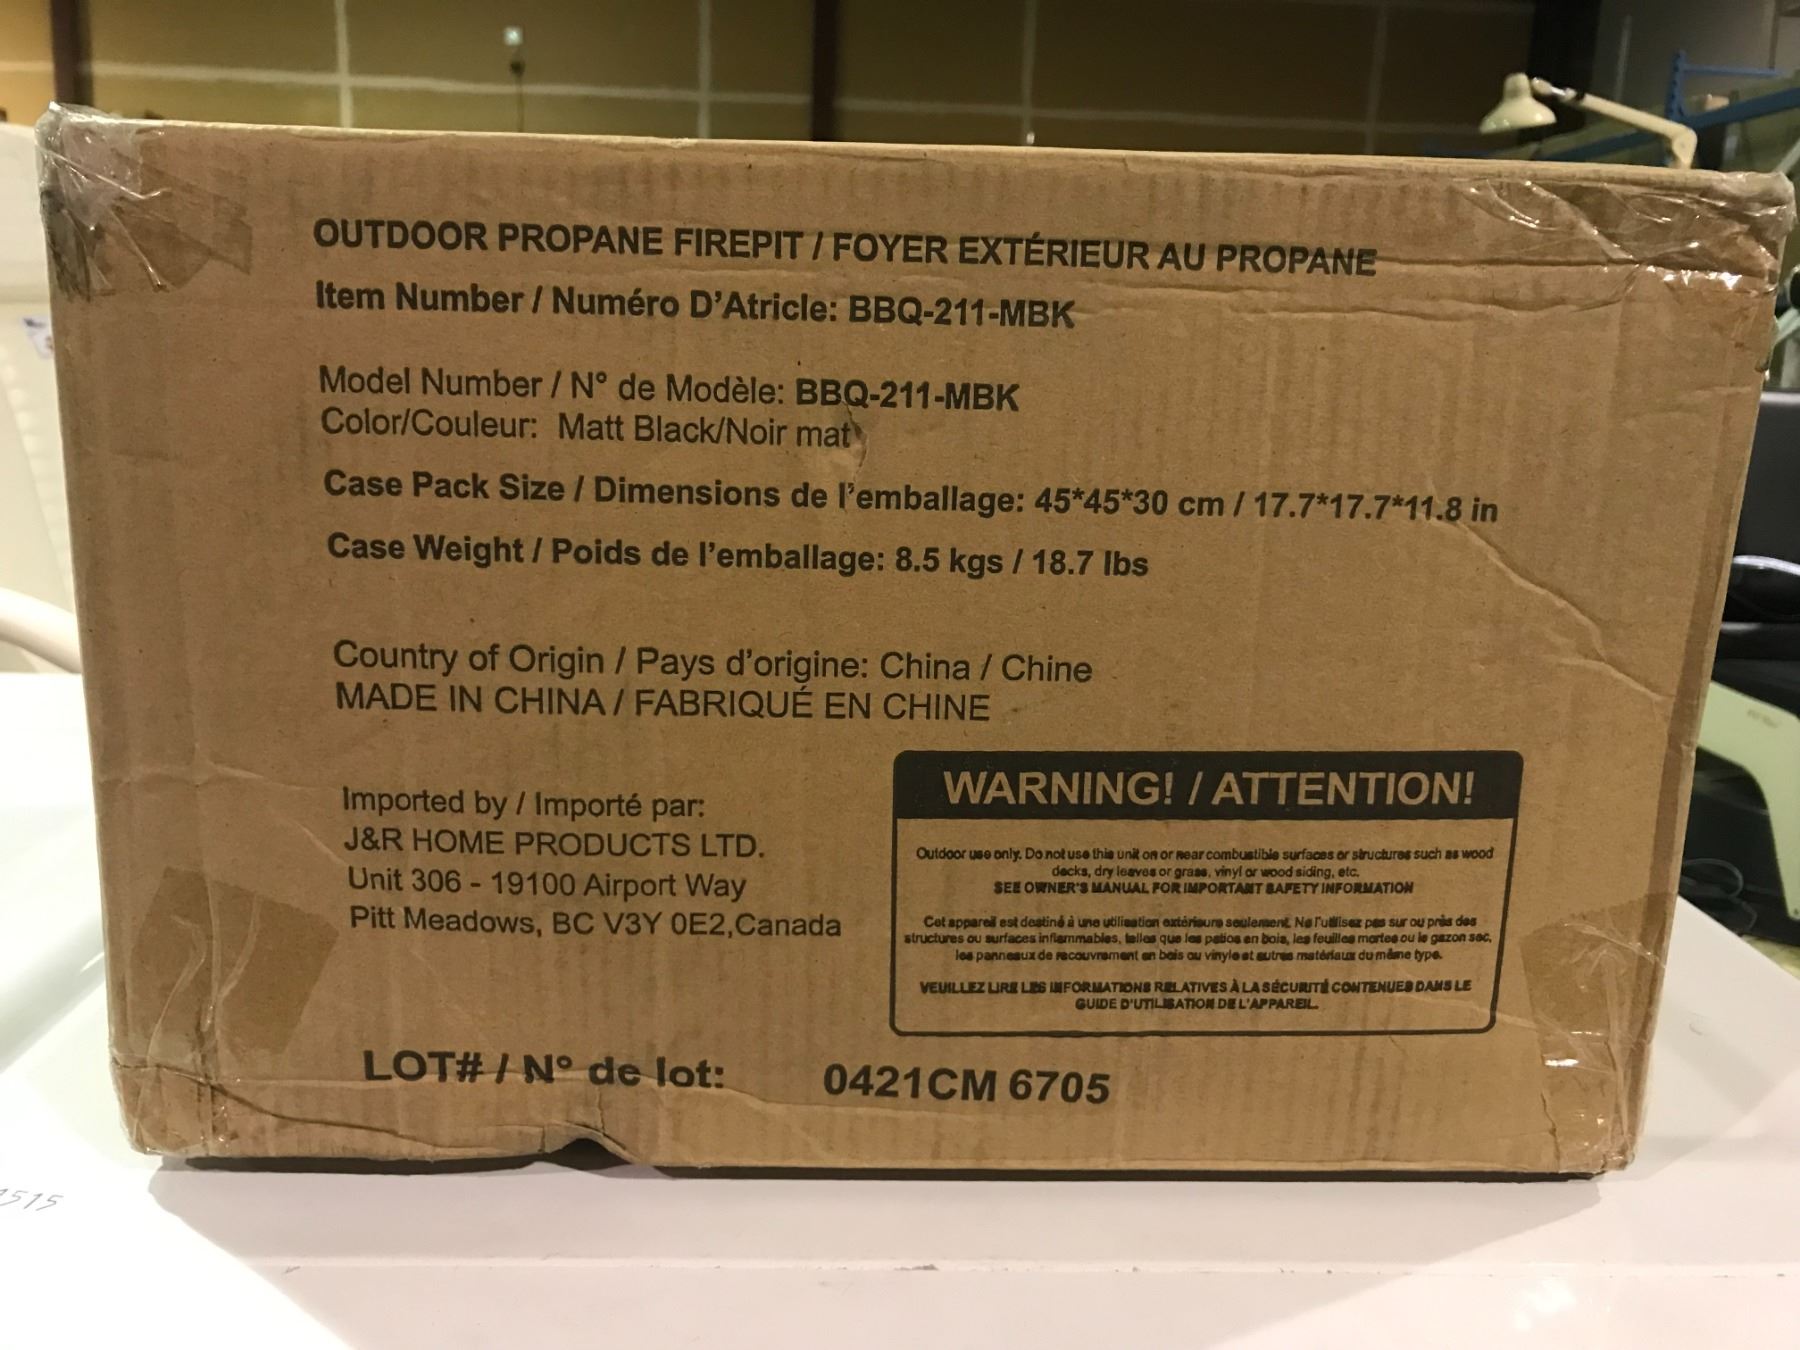 OUTDOOR PROPANE FIREPIT / FOYER EXTÉRIEUR AU PROPANE
Item Number / Numéro D'Atricle: BBQ-211-MBK
Model Number / N° de Modèle: BBQ-211-MBK
Color/Couleur: Matt Black/Noir mat
Case Pack Size / Dimensions de l'emballage: 45*45*30 cm / 17.7*17.7*11.8 in
Case Weight / Poids de l'emballage: 8.5 kgs / 18.7 lbs
Country of Origin / Pays d'origine: China / Chine
MADE IN CHINA / FABRIQUÉ EN CHINE
Imported by / Importé par:
J&R HOME PRODUCTS LTD.
Unit 306 - 19100 Airport Way
Pitt Meadows, BC V3Y 0E2,Canada
WARNING! / ATTENTION!
Outdoor use only. Do not use this unit on or near combustible surfaces or structures such as wood
decks, dry leaves or grass, vinyl or wood siding, etc.
SEE OWNER'S MANUAL FOR IMPORTANT SAFETY INFORMATION
Cet appareil est destiné à une utilisation extérieure seulement. Ne l'utilisez pas sur ou près des
structures ou surfaces inflammables, telles que les patios en bois, les feuilles mortes ou le gazon sec,
les panneaux de recouvrement en bois ou vinyle et autres matériaux du même type.
VEUILLEZ LIRE LES INFORMATIONS RELATIVES À LA SÉCURITÉ CONTENUES DANS LE
GUIDE D'UTILISATION DE L'APPAREIL.
LOT# / N° de lot: 0421CM 6705
1515